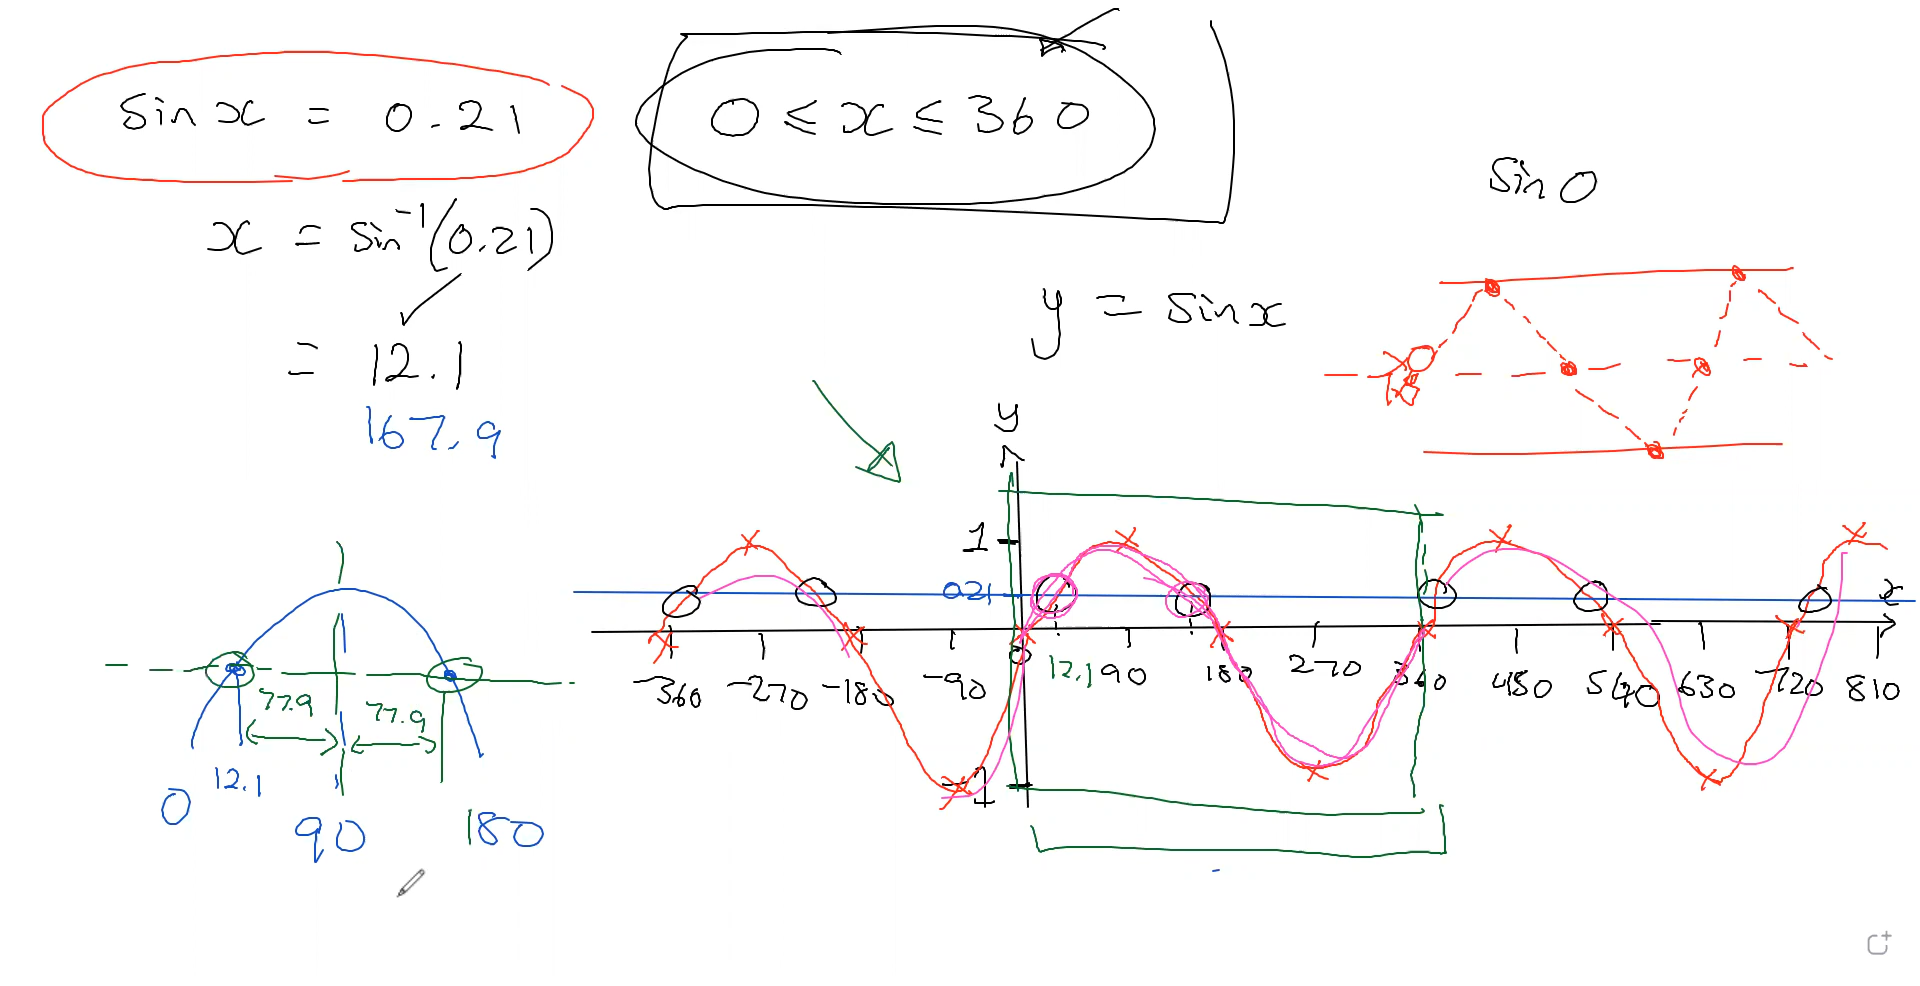 sin x = 0.21
0 ≤ x ≤ 360
x = sin⁻¹(0.21)
= 12.1
167.9
sin 0
y = sin x
y
1
0.21
x
-360 -270 -180 -90 0 12.1 90 180 270 360 450 540 630 720 810
-1
77.9 77.9
0 12.1 90 180